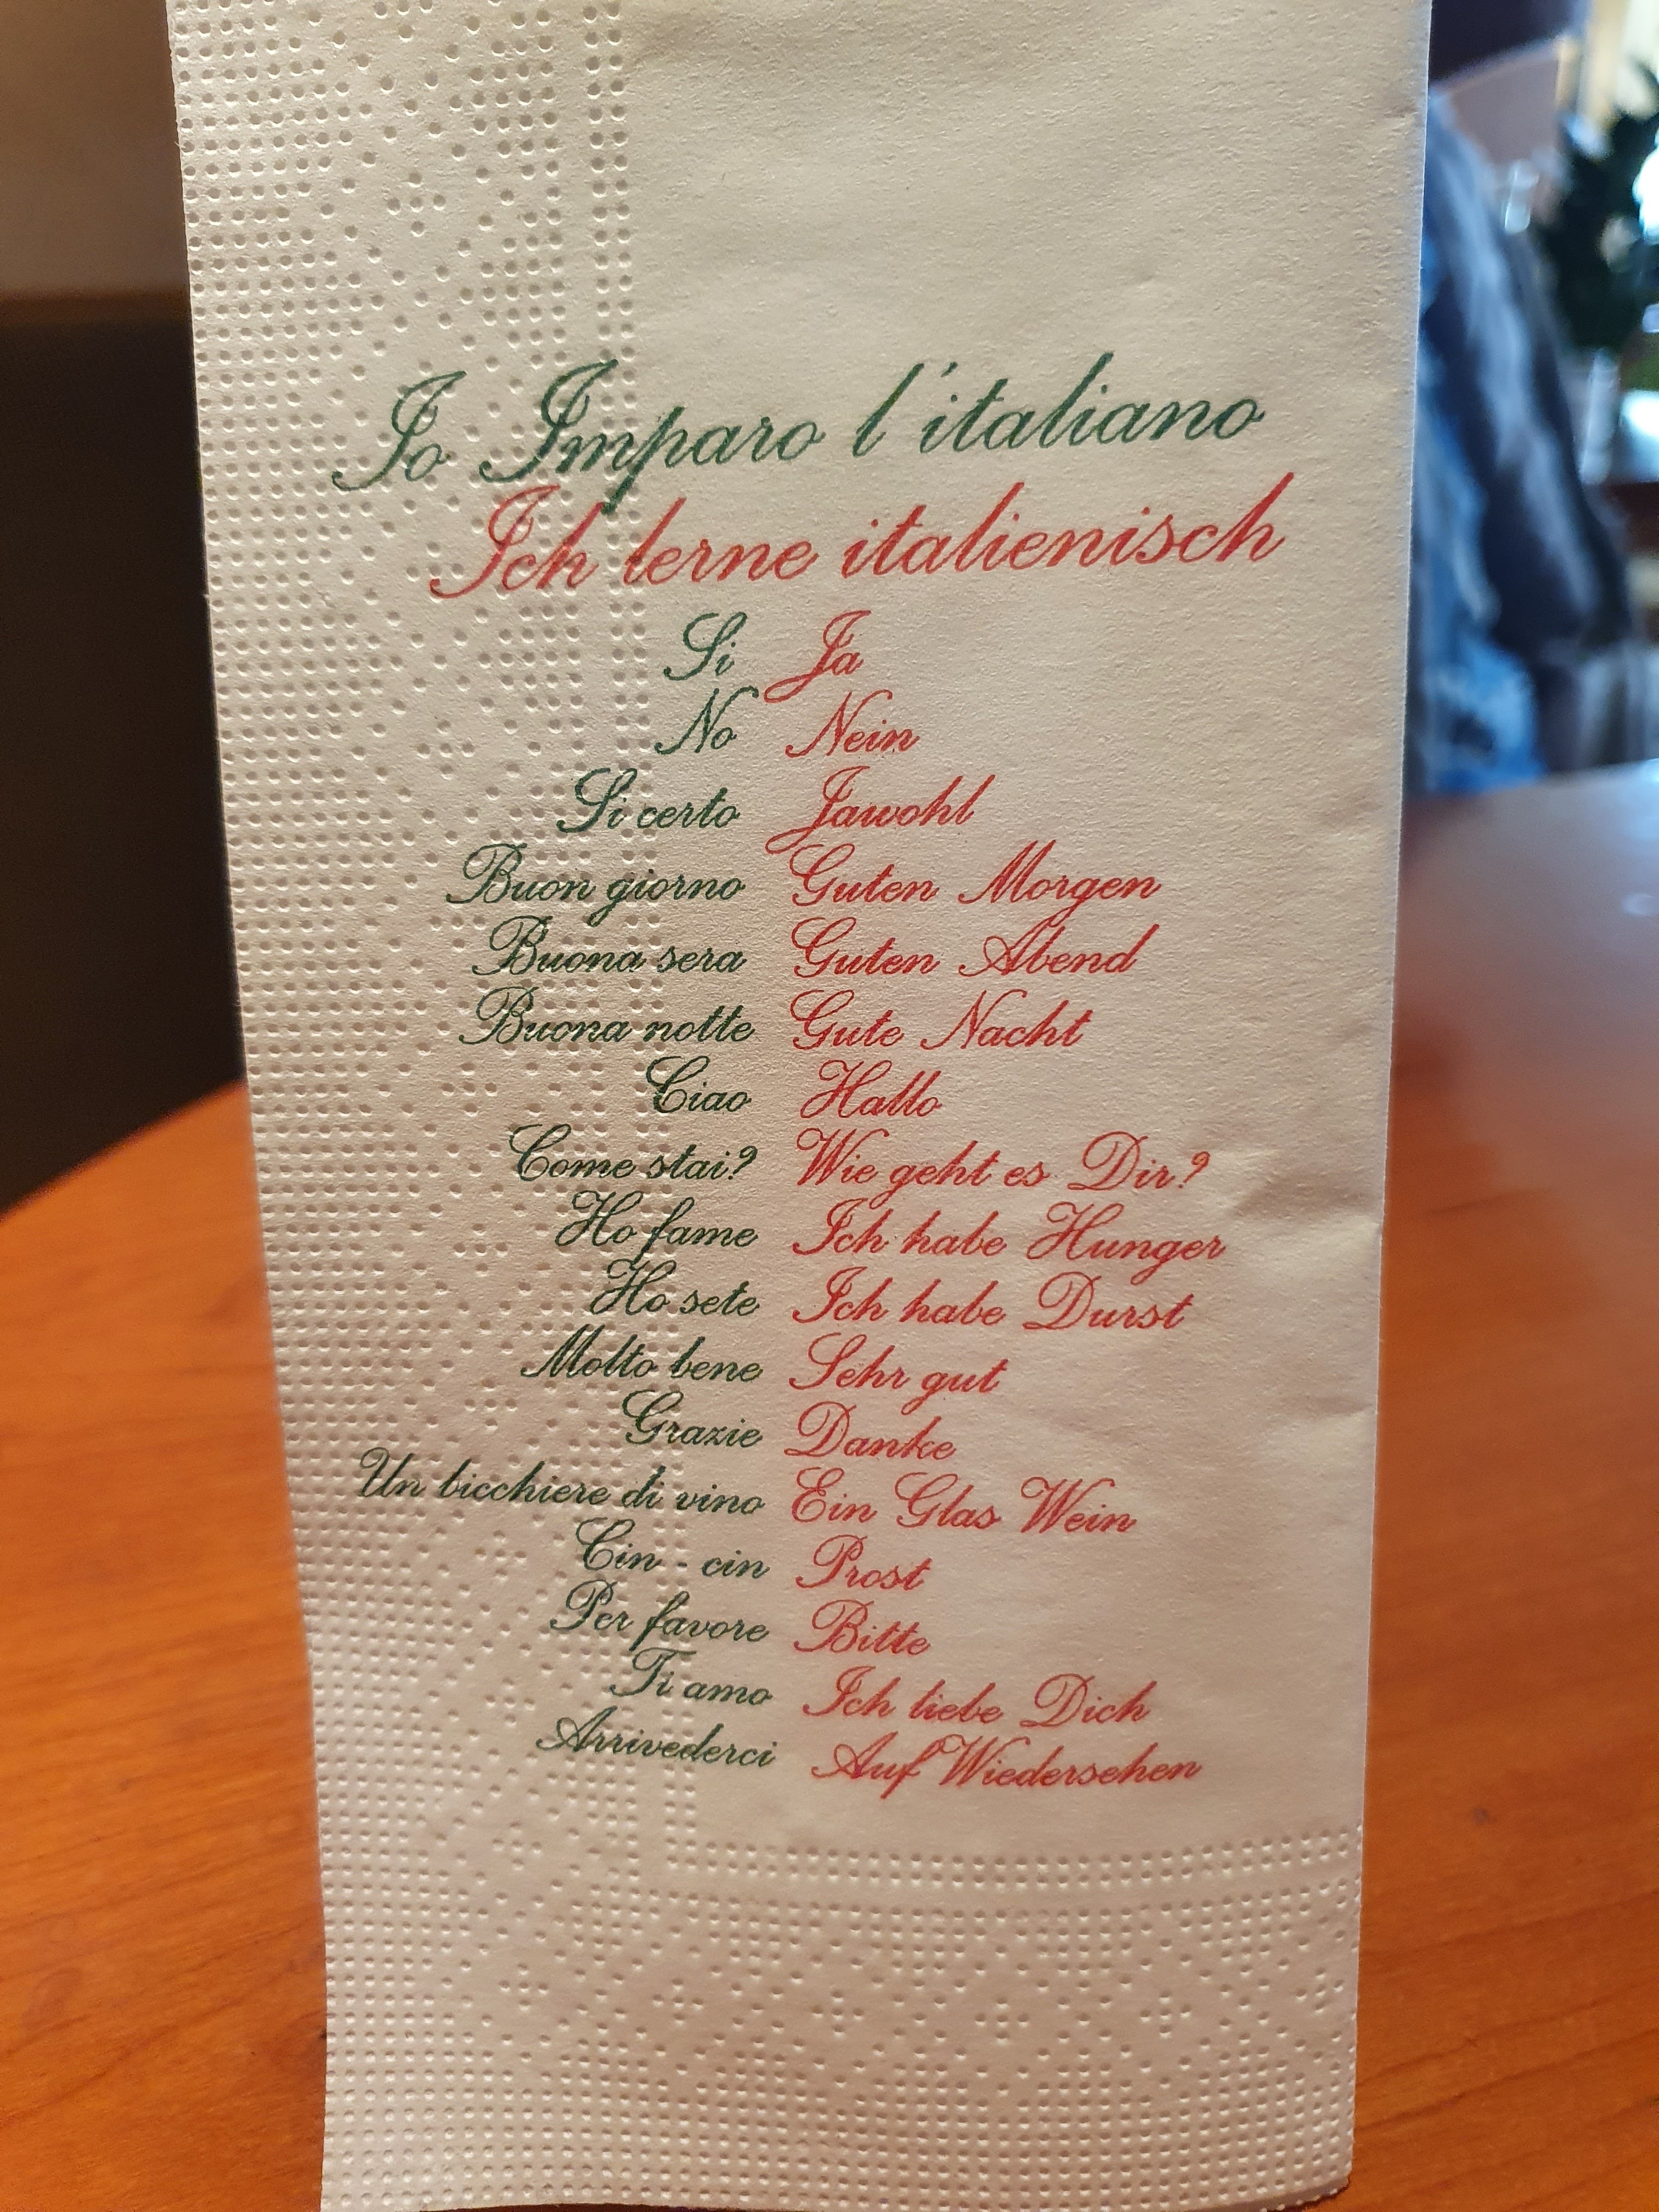 Io Imparo l'italiano
Ich lerne italienisch
Si Ja
No Nein
Si certo Jawohl
Buon giorno Guten Morgen
Buona sera Guten Abend
Buona notte Gute Nacht
Ciao Hallo
Come stai? Wie geht es Dir?
Ho fame Ich habe Hunger
Ho sete Ich habe Durst
Molto bene Sehr gut
Grazie Danke
Un bicchiere di vino Ein Glas Wein
Cin - cin Prost
Per favore Bitte
Ti amo Ich liebe Dich
Arrivederci Auf Wiedersehen